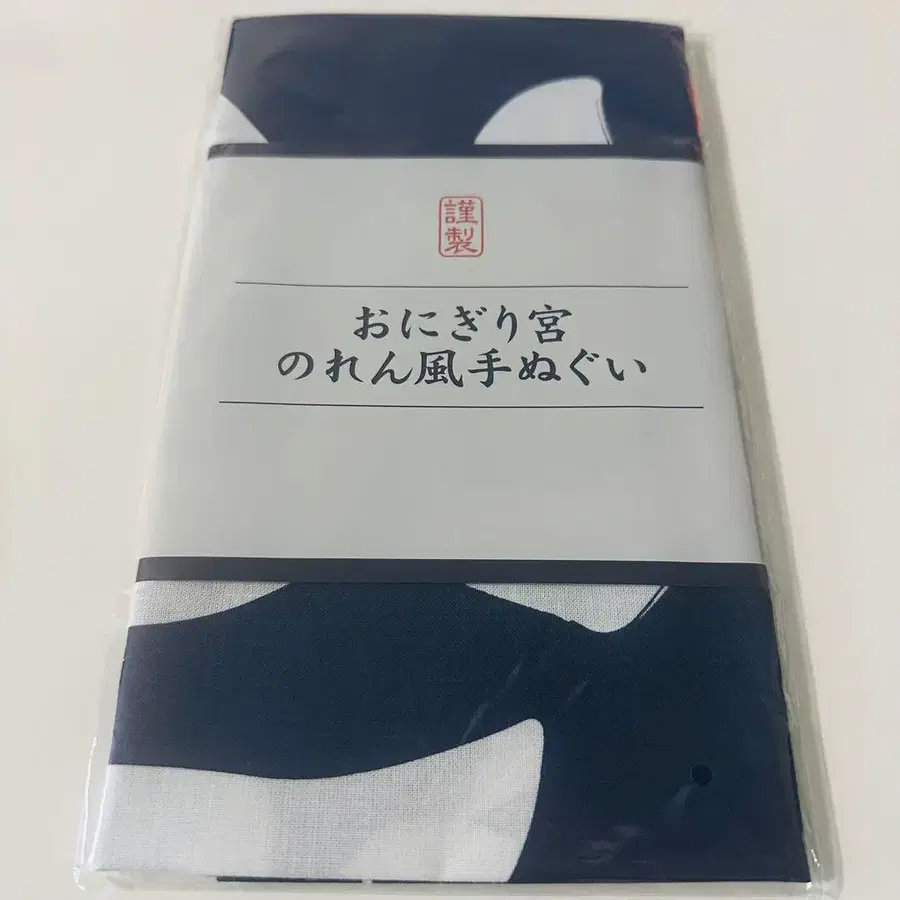 謹製
おにぎり宮
のれん風手ぬぐい